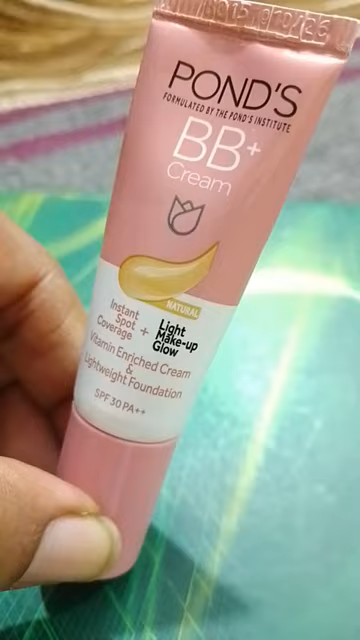 POND'S
FORMULATED BY THE POND'S INSTITUTE
BB+
Cream
NATURAL
Instant
Spot
Coverage
+
Light
Make-up
Glow
Vitamin Enriched Cream
&
Lightweight Foundation
SPF 30 PA++